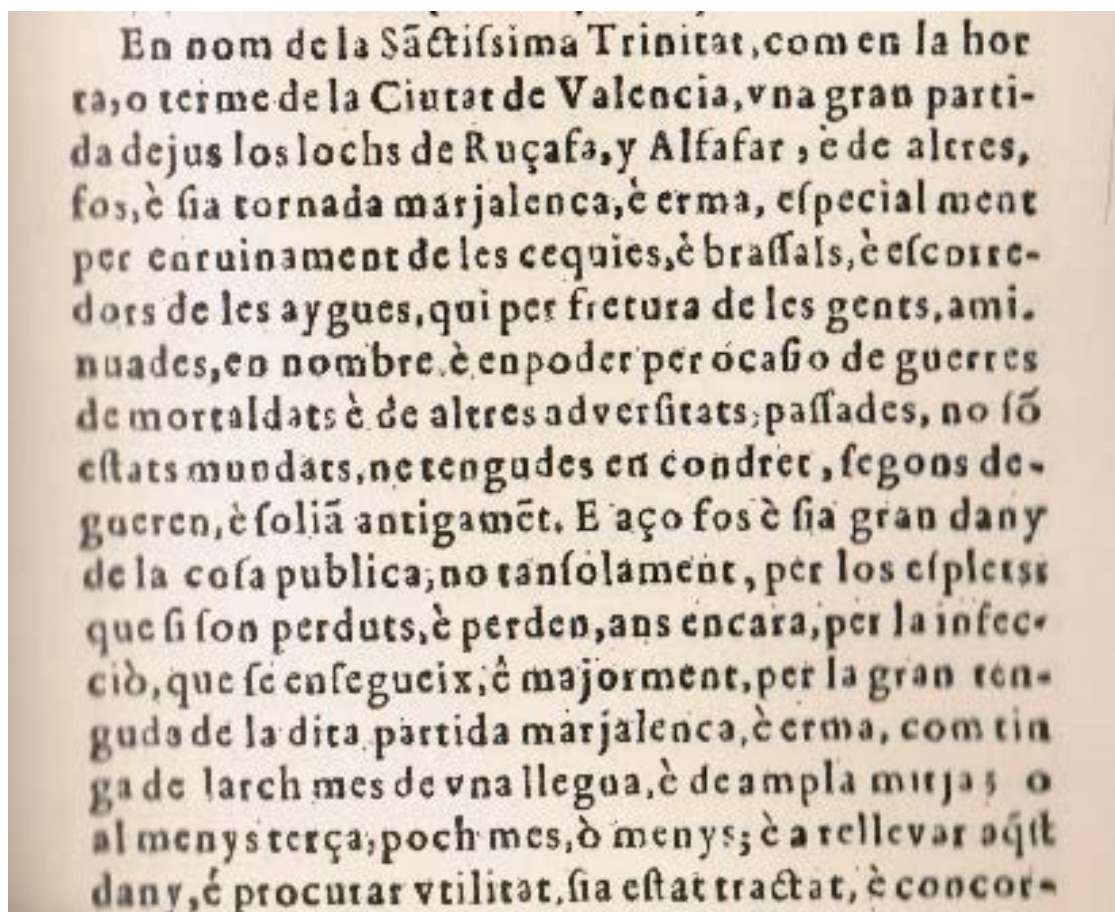 En nom de la Sãctiſsima Trinitat, com en la hor
ta, o terme de la Ciutat de Valencia, vna gran parti-
da dejus los lochs de Ruçafa, y Alfafar, è de altres,
fos, è ſia tornada marjalenca, è erma, eſpecial ment
per enruinament de les cequies, è braſſals, è eſcorre-
dors de les aygues, qui per fretura de les gents, ami.
nuades, en nombre. è en poder per ocaſio de guerres
de mortaldats è de altres adverſitats, paſſades, no ſõ
eſtats mundats, ne tengudes en condret, ſegons de-
gueren, è ſoliã antigamẽt. E aço fos è ſia gran dany
de la coſa publica; no tanſolament, per los eſpletss
que ſi ſon perduts, è perden, ans encara, per la infec-
ciò, que ſe enſegueix, ê majorment, per la gran ten-
guda de la dita partida marjalenca, è erma, com tin
ga de larch mes de vna llegua, è de ampla mitja; o
al menys terça, poch mes, ò menys; è a rellevar aq̃st
dany, é procurar vtilitat, ſia eſtat tractat, è concor-